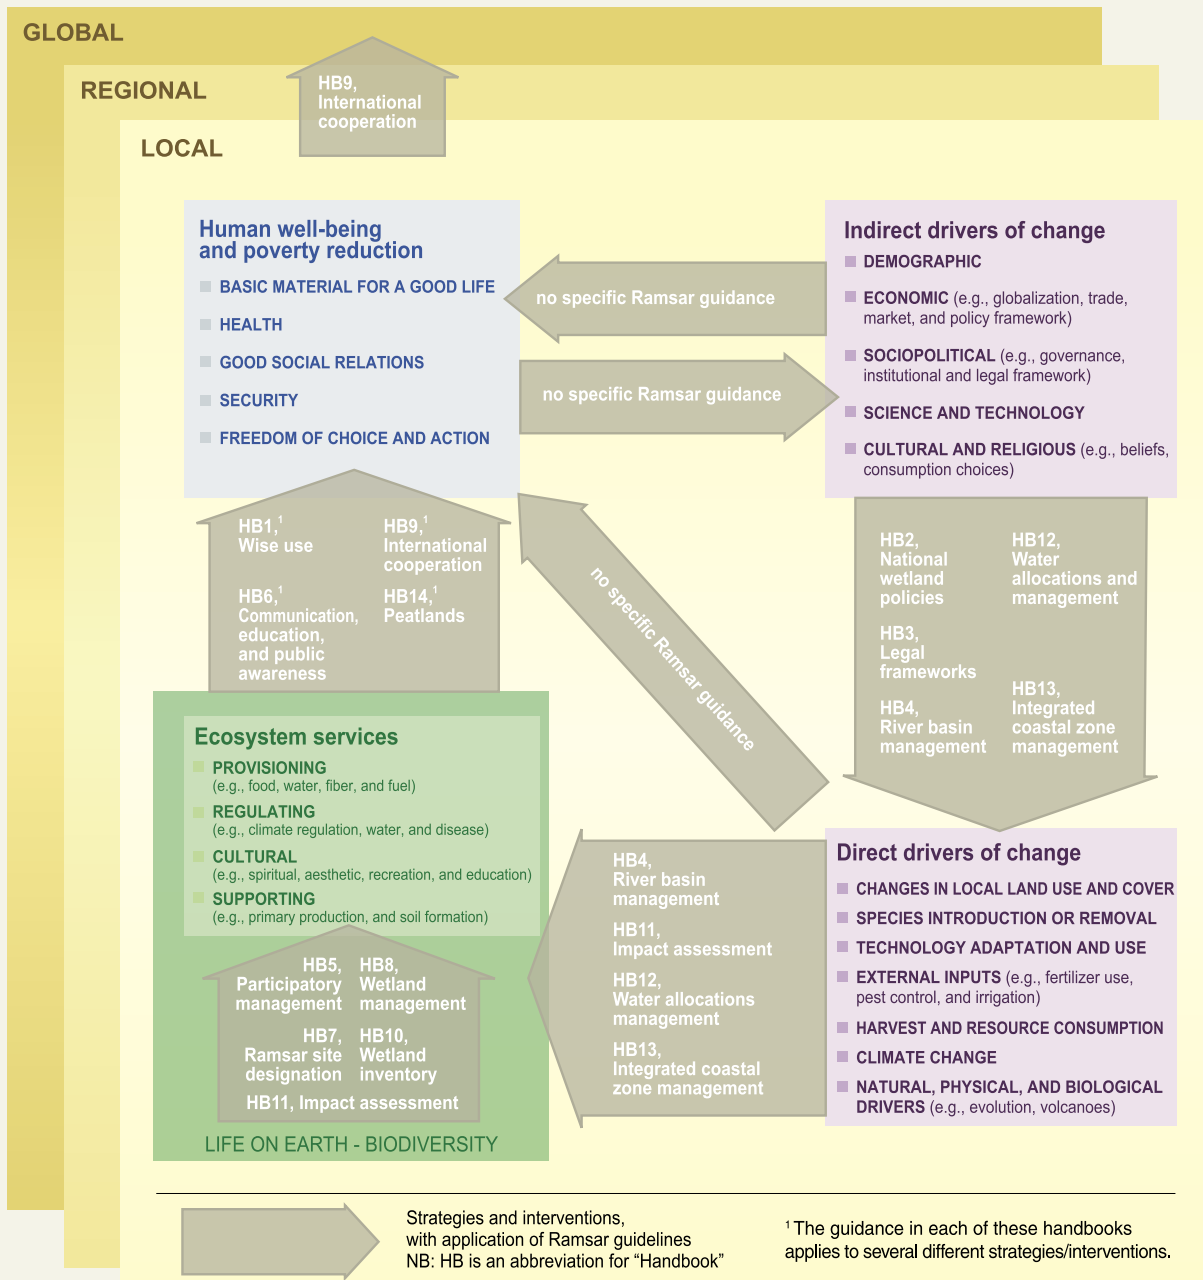 GLOBAL
REGIONAL
LOCAL
HB9,
International
cooperation
Human well-being
and poverty reduction
BASIC MATERIAL FOR A GOOD LIFE
HEALTH
GOOD SOCIAL RELATIONS
SECURITY
FREEDOM OF CHOICE AND ACTION
no specific Ramsar guidance
no specific Ramsar guidance
Indirect drivers of change
DEMOGRAPHIC
ECONOMIC (e.g., globalization, trade,
market, and policy framework)
SOCIOPOLITICAL (e.g., governance,
institutional and legal framework)
SCIENCE AND TECHNOLOGY
CULTURAL AND RELIGIOUS (e.g., beliefs,
consumption choices)
HB1,¹
Wise use
HB6,¹
Communication,
education,
and public
awareness
HB9,¹
International
cooperation
HB14,¹
Peatlands
no specific Ramsar guidance
HB2,
National
wetland
policies
HB3,
Legal
frameworks
HB4,
River basin
management
HB12,
Water
allocations and
management
HB13,
Integrated
coastal zone
management
Ecosystem services
PROVISIONING
(e.g., food, water, fiber, and fuel)
REGULATING
(e.g., climate regulation, water, and disease)
CULTURAL
(e.g., spiritual, aesthetic, recreation, and education)
SUPPORTING
(e.g., primary production, and soil formation)
HB5,
Participatory
management
HB8,
Wetland
management
HB7,
Ramsar site
designation
HB10,
Wetland
inventory
HB11, Impact assessment
LIFE ON EARTH - BIODIVERSITY
HB4,
River basin
management
HB11,
Impact assessment
HB12,
Water allocations
management
HB13,
Integrated coastal
zone management
Direct drivers of change
CHANGES IN LOCAL LAND USE AND COVER
SPECIES INTRODUCTION OR REMOVAL
TECHNOLOGY ADAPTATION AND USE
EXTERNAL INPUTS (e.g., fertilizer use,
pest control, and irrigation)
HARVEST AND RESOURCE CONSUMPTION
CLIMATE CHANGE
NATURAL, PHYSICAL, AND BIOLOGICAL
DRIVERS (e.g., evolution, volcanoes)
Strategies and interventions,
with application of Ramsar guidelines
NB: HB is an abbreviation for “Handbook”
¹ The guidance in each of these handbooks
applies to several different strategies/interventions.